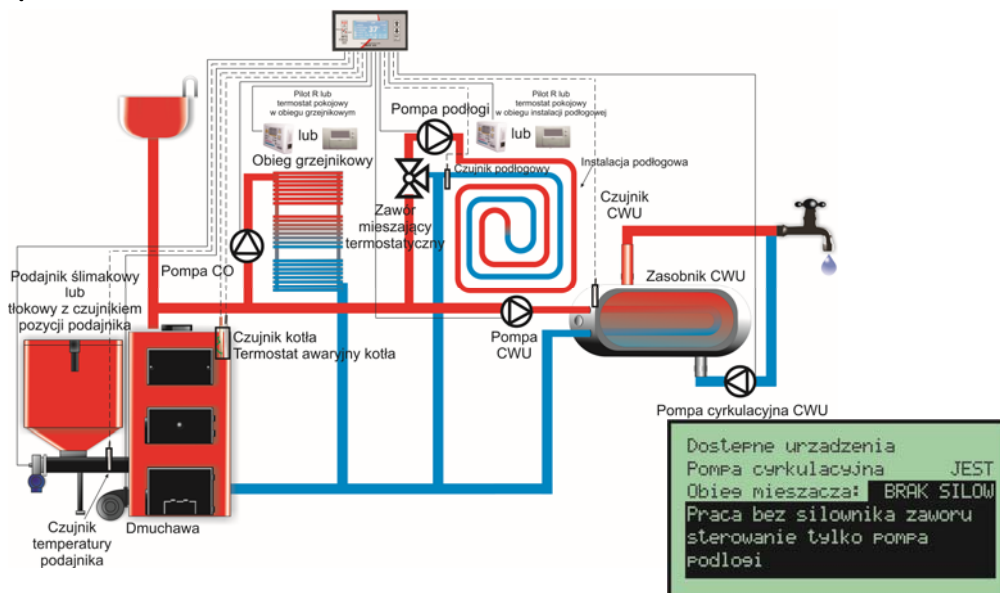 Pilot R lub
termostat pokojowy
w obiegu grzejnikowym
lub
Obieg grzejnikowy
Pompa podłogi
Pilot R lub
termostat pokojowy
w obiegu instalacji podłogowej
lub
Instalacja podłogowa
Czujnik podłogowy
Zawór
mieszający
termostatyczny
Czujnik
CWU
Zasobnik CWU
Pompa CO
Podajnik ślimakowy
lub
tłokowy z czujnikiem
pozycji podajnika
Czujnik kotła
Termostat awaryjny kotła
Pompa
CWU
Pompa cyrkulacyjna CWU
Czujnik
temperatury
podajnika
Dmuchawa
Dostepne urzadzenia
Pompa cyrkulacyjna JEST
Obieg mieszacza: BRAK SILOW
Praca bez silownika zaworu
sterowanie tylko pompa
podlogi